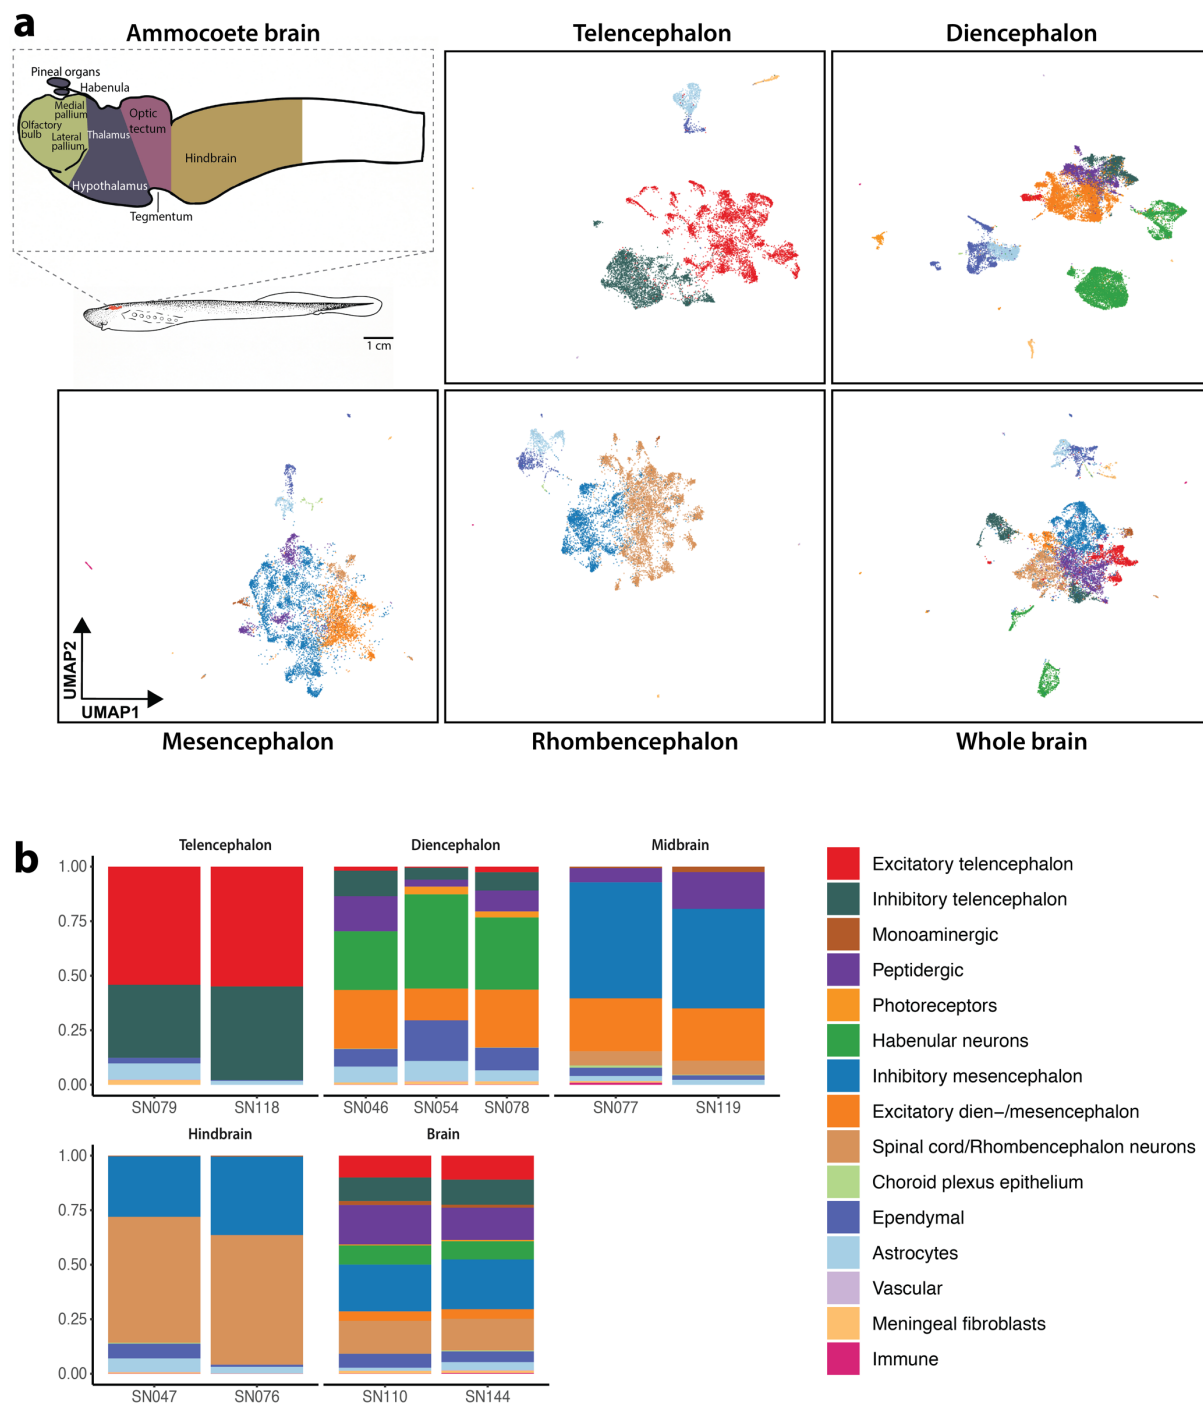 a
Ammocoete brain
Telencephalon
Diencephalon
Pineal organs
Habenula
Medial
pallium
Optic
tectum
Olfactory
bulb
Lateral
pallium
Thalamus
Hindbrain
Hypothalamus
Tegmentum
1 cm
UMAP2
UMAP1
Mesencephalon
Rhombencephalon
Whole brain
b
Telencephalon
Diencephalon
Midbrain
1.00
0.75
0.50
0.25
0.00
SN079
SN118
SN046
SN054
SN078
SN077
SN119
Hindbrain
Brain
1.00
0.75
0.50
0.25
0.00
SN047
SN076
SN110
SN144
Excitatory telencephalon
Inhibitory telencephalon
Monoaminergic
Peptidergic
Photoreceptors
Habenular neurons
Inhibitory mesencephalon
Excitatory dien−/mesencephalon
Spinal cord/Rhombencephalon neurons
Choroid plexus epithelium
Ependymal
Astrocytes
Vascular
Meningeal fibroblasts
Immune